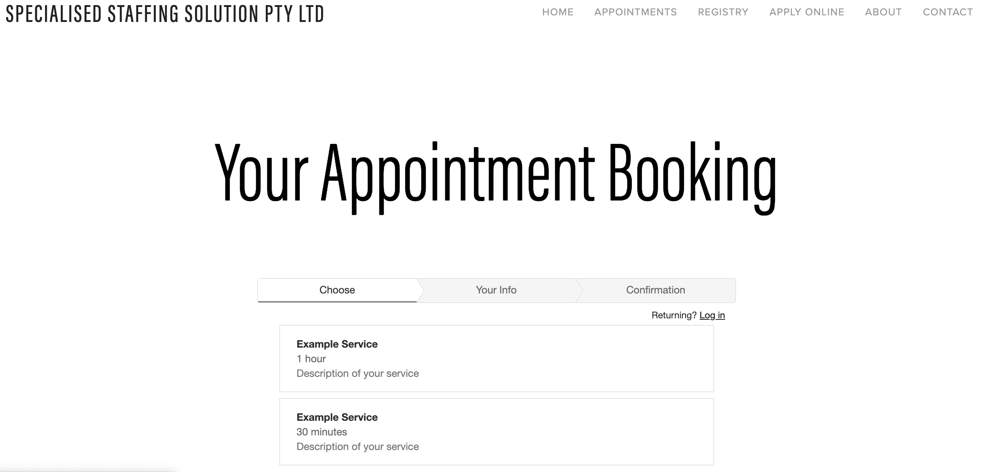 SPECIALISED STAFFING SOLUTION PTY LTD
HOME APPOINTMENTS REGISTRY APPLY ONLINE ABOUT CONTACT
Your Appointment Booking
Choose Your Info Confirmation
Returning? Log in
Example Service
1 hour
Description of your service
Example Service
30 minutes
Description of your service